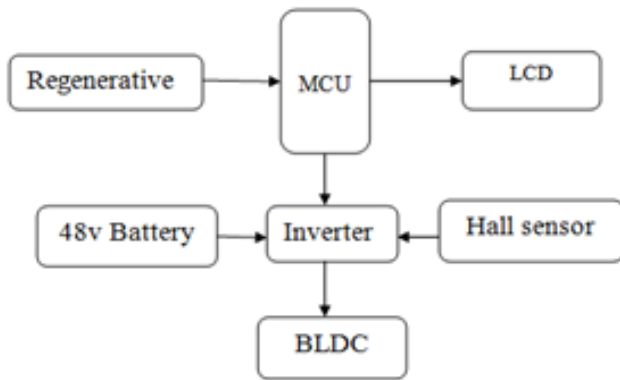 Regenerative
MCU
LCD
48v Battery
Inverter
Hall sensor
BLDC